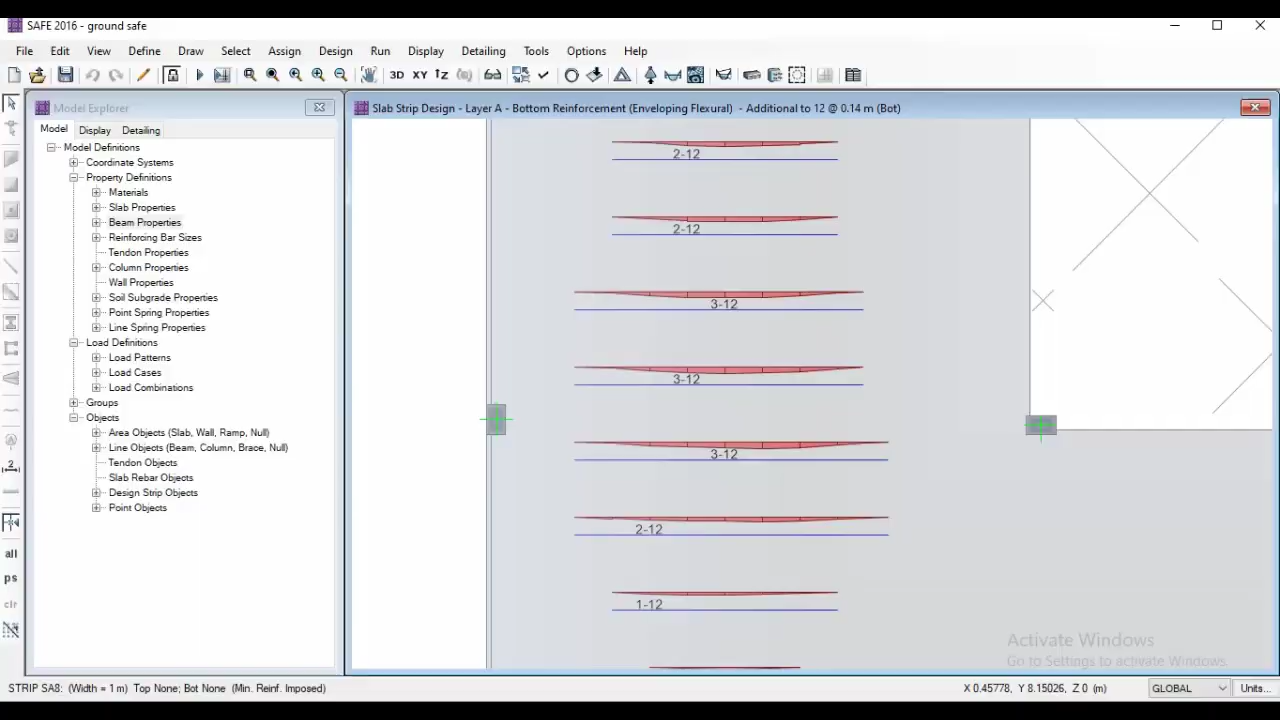 SAFE 2016 - ground safe
File Edit View Define Draw Select Assign Design Run Display Detailing Tools Options Help
3D XY
Model Explorer
Model Display Detailing
Model Definitions
Coordinate Systems
Property Definitions
Materials
Slab Properties
Beam Properties
Reinforcing Bar Sizes
Tendon Properties
Column Properties
Wall Properties
Soil Subgrade Properties
Point Spring Properties
Line Spring Properties
Load Definitions
Load Patterns
Load Cases
Load Combinations
Groups
Objects
Area Objects (Slab, Wall, Ramp, Null)
Line Objects (Beam, Column, Brace, Null)
Tendon Objects
Slab Rebar Objects
Design Strip Objects
Point Objects
all
ps
clr
Slab Strip Design - Layer A - Bottom Reinforcement (Enveloping Flexural) - Additional to 12 @ 0.14 m (Bot)
2-12
2-12
3-12
3-12
3-12
2-12
1-12
Activate Windows
Go to Settings to activate Windows.
STRIP SA8: (Width = 1 m) Top None; Bot None (Min. Reinf. Imposed)
X 0.45778, Y 8.15026, Z 0 (m)
GLOBAL
Units...